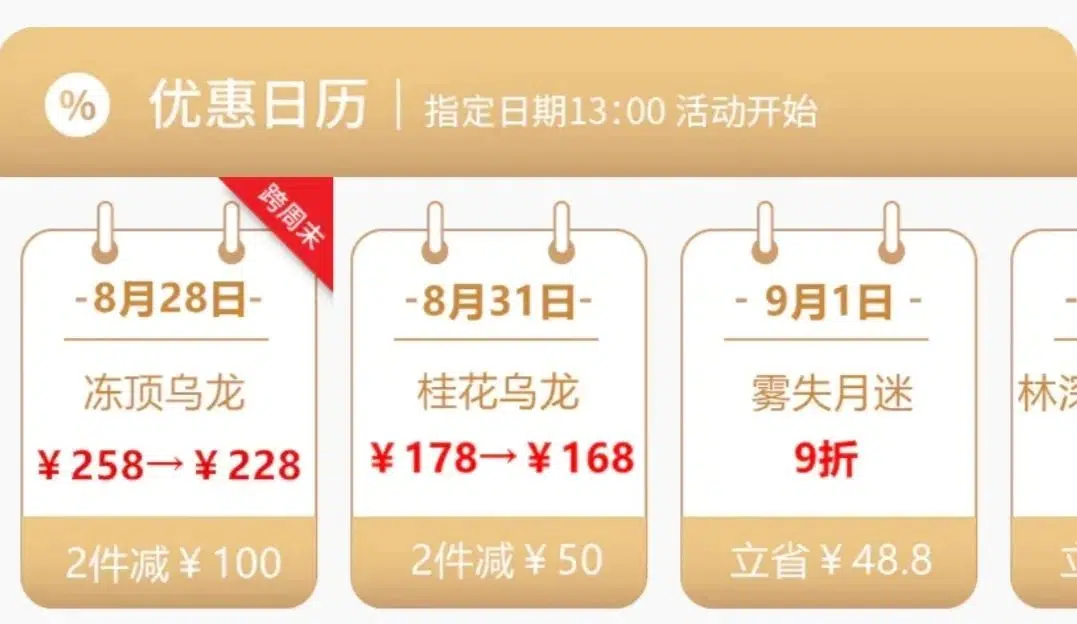 % 优惠日历 | 指定日期13:00 活动开始
跨周末
-8月28日-
冻顶乌龙
¥258→¥228
2件减¥100
-8月31日-
桂花乌龙
¥178→¥168
2件减¥50
- 9月1日 -
雾失月迷
9折
立省¥48.8
-
林深
立